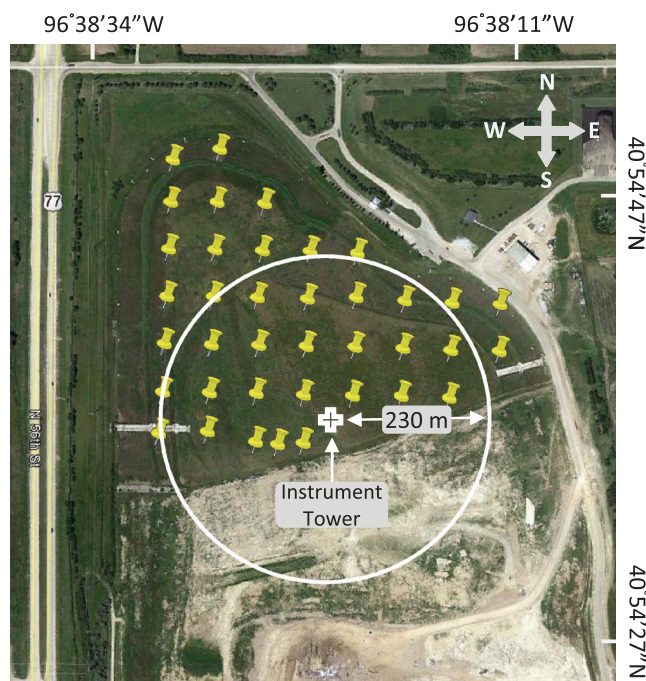 96°38'34”W
96°38'11”W
N
W
E
S
40°54'47”N
77
N 56th St
230 m
Instrument
Tower
40°54'27”N